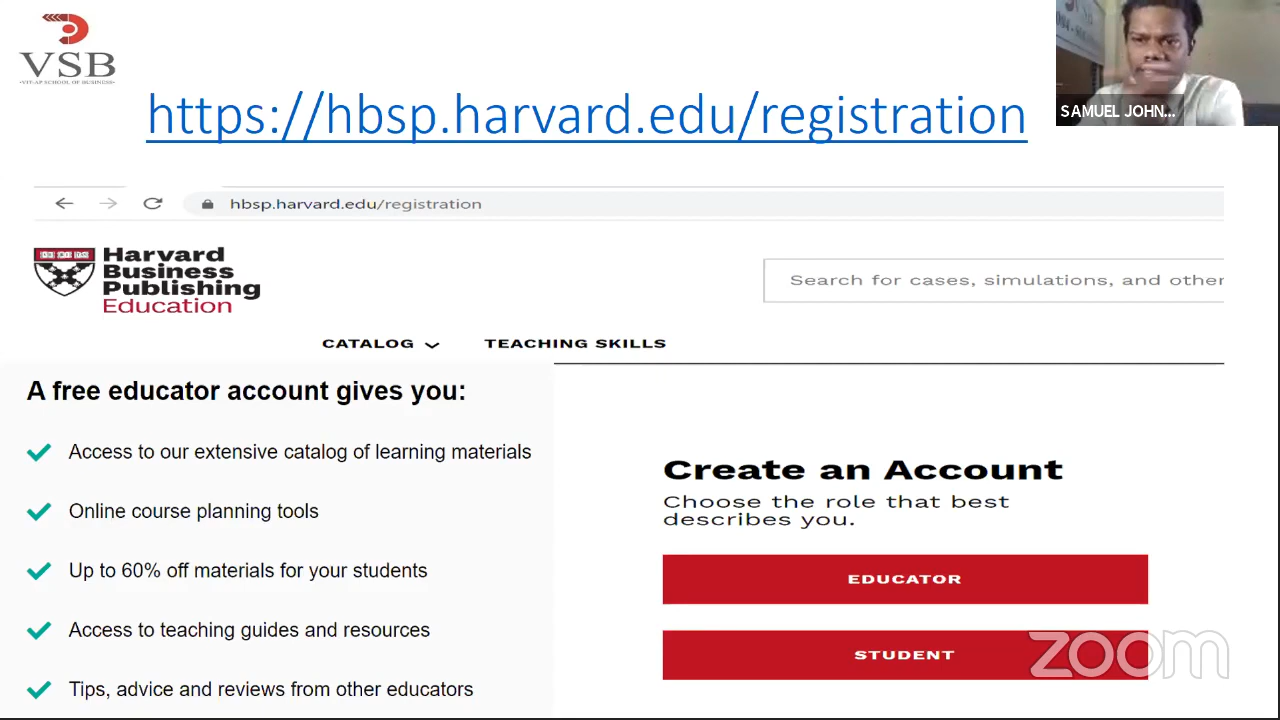 VSB
•VIT-AP SCHOOL OF BUSINESS•
https://hbsp.harvard.edu/registration
SAMUEL JOHN...
hbsp.harvard.edu/registration
Harvard
Business
Publishing
Education
Search for cases, simulations, and other
CATALOG
TEACHING SKILLS
A free educator account gives you:
Access to our extensive catalog of learning materials
Online course planning tools
Up to 60% off materials for your students
Access to teaching guides and resources
Tips, advice and reviews from other educators
Create an Account
Choose the role that best
describes you.
EDUCATOR
STUDENT
zoom